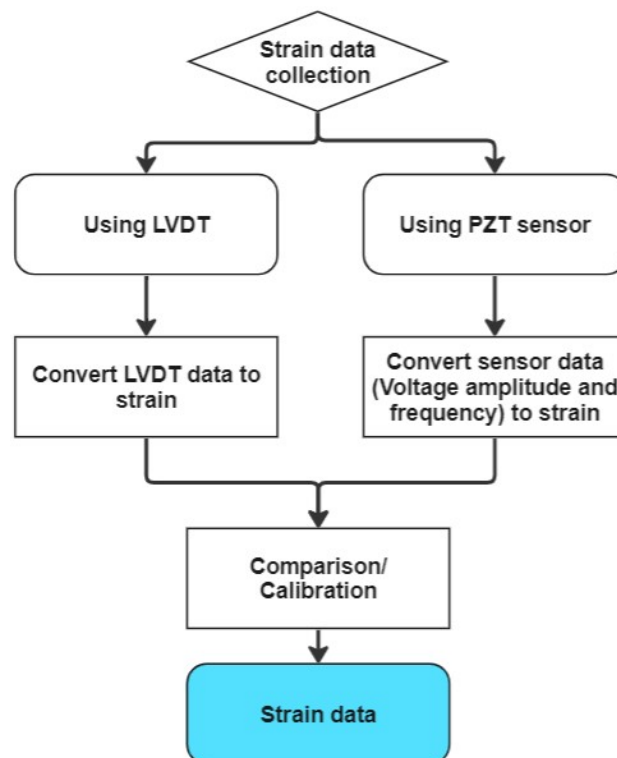 Strain data
collection
Using LVDT
Using PZT sensor
Convert LVDT data to
strain
Convert sensor data
(Voltage amplitude and
frequency) to strain
Comparison/
Calibration
Strain data